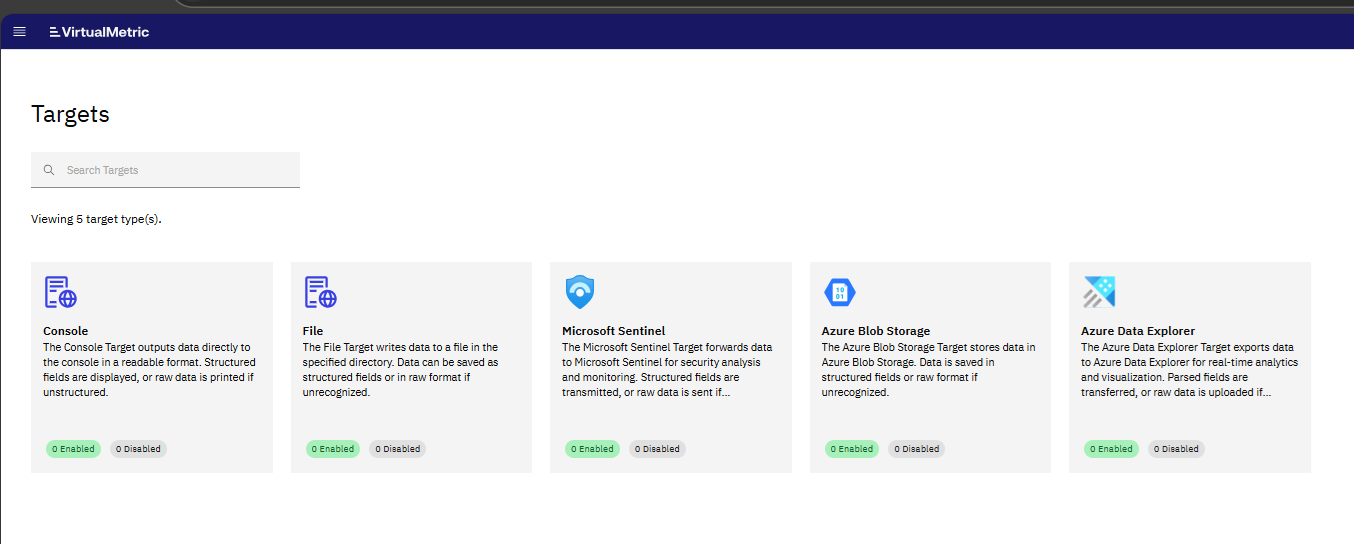 VirtualMetric
Targets
Search Targets
Viewing 5 target type(s).
Console
The Console Target outputs data directly to
the console in a readable format. Structured
fields are displayed, or raw data is printed if
unstructured.
0 Enabled
0 Disabled
File
The File Target writes data to a file in the
specified directory. Data can be saved as
structured fields or in raw format if
unrecognized.
0 Enabled
0 Disabled
Microsoft Sentinel
The Microsoft Sentinel Target forwards data
to Microsoft Sentinel for security analysis
and monitoring. Structured fields are
transmitted, or raw data is sent if...
0 Enabled
0 Disabled
10
01
Azure Blob Storage
The Azure Blob Storage Target stores data in
Azure Blob Storage. Data is saved in
structured fields or raw format if
unrecognized.
0 Enabled
0 Disabled
Azure Data Explorer
The Azure Data Explorer Target exports data
to Azure Data Explorer for real-time analytics
and visualization. Parsed fields are
transferred, or raw data is uploaded if...
0 Enabled
0 Disabled